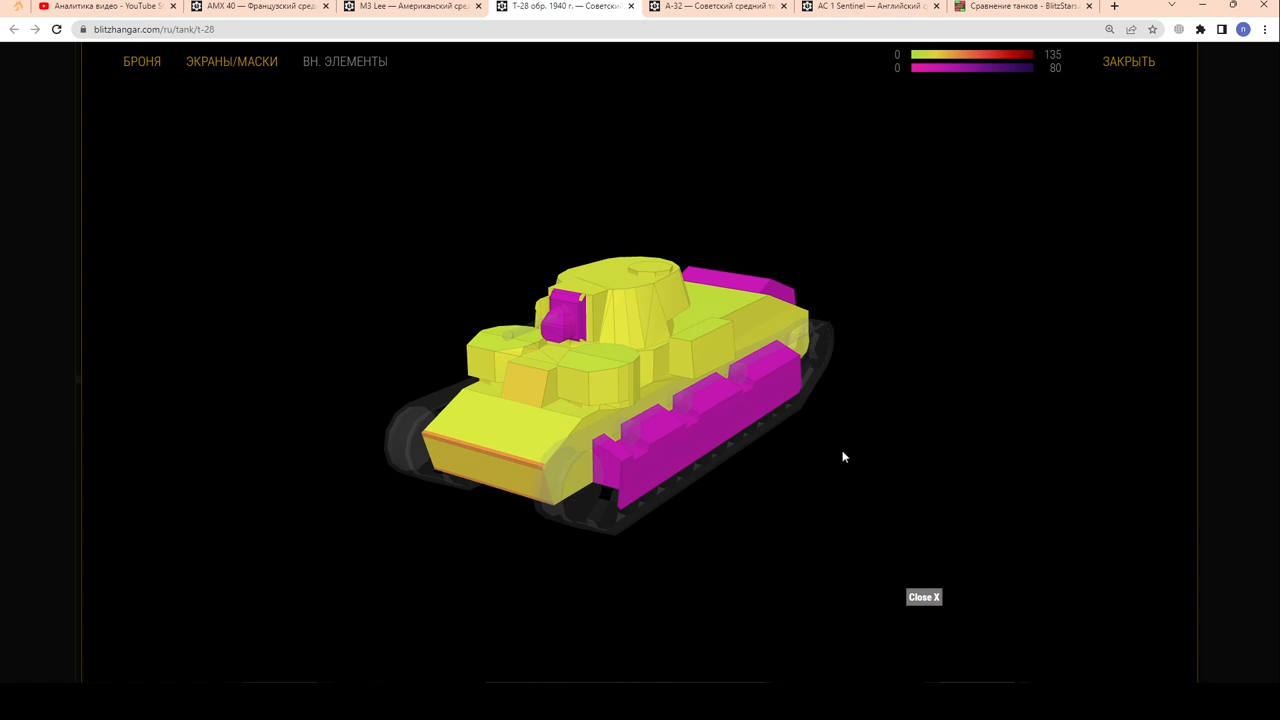 Аналитика видео - YouTube S
AMX 40 — Французский сред
M3 Lee — Американский сре
Т-28 обр. 1940 г. — Советски
А-32 — Советский средний т
AC 1 Sentinel — Английский с
Сравнение танков - BlitzStars
blitzhangar.com/ru/tank/t-28
n
БРОНЯ
ЭКРАНЫ/МАСКИ
ВН. ЭЛЕМЕНТЫ
0
135
0
80
ЗАКРЫТЬ
Close X